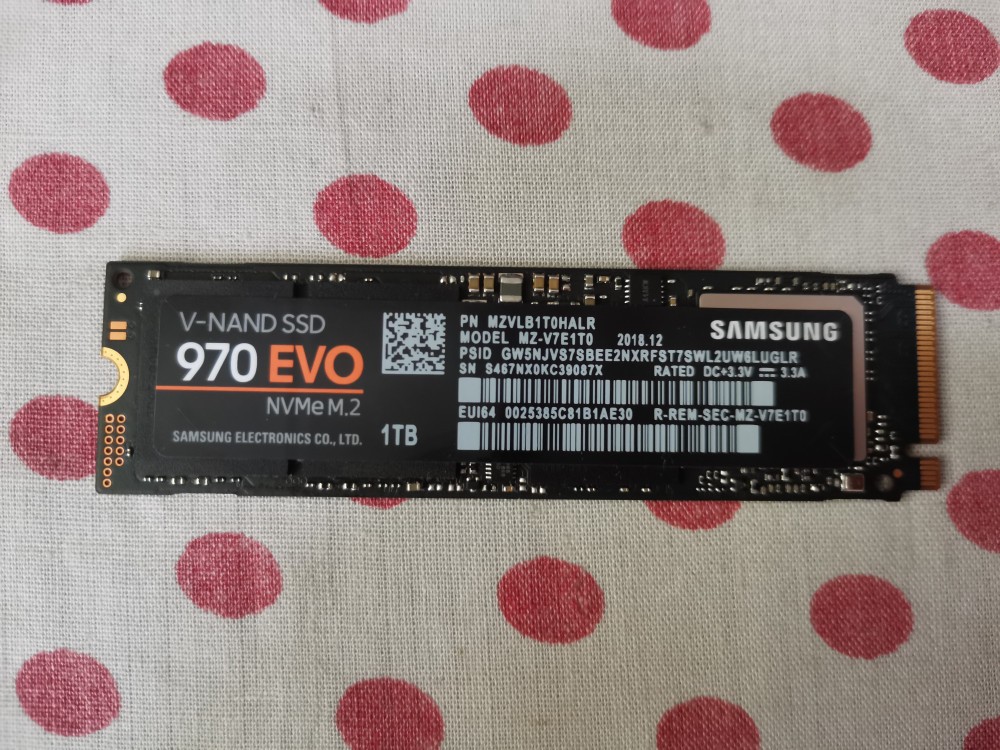 V-NAND SSD
970 EVO
NVMe M.2
SAMSUNG ELECTRONICS CO., LTD.
1TB
PN MZVLB1T0HALR
MODEL MZ-V7E1T0 2018.12
PSID GW5NJVS7SBEE2NXRFST7SWL2UW6LUGLR
SN S467NX0KC39087X RATED DC+3.3V ⎓ 3.3A
EUI64 0025385C81B1AE30 R-REM-SEC-MZ-V7E1T0
SAMSUNG